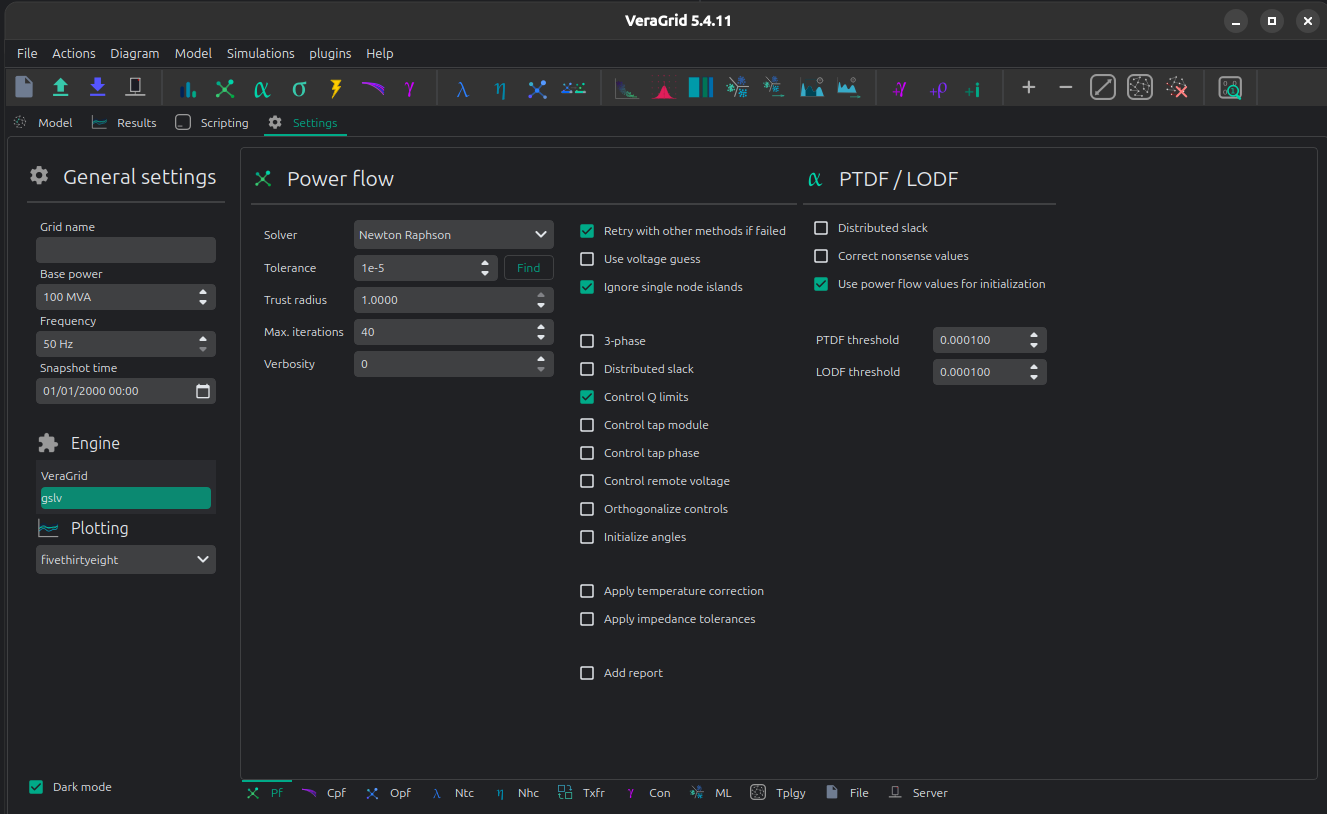 VeraGrid 5.4.11
File Actions Diagram Model Simulations plugins Help
α σ γ λ η +γ +ρ +i
Model Results Scripting Settings
General settings
Grid name
Base power
100 MVA
Frequency
50 Hz
Snapshot time
01/01/2000 00:00
Engine
VeraGrid
gslv
Plotting
fivethirtyeight
Dark mode
Power flow
Solver Newton Raphson
Tolerance 1e-5 Find
Trust radius 1.0000
Max. iterations 40
Verbosity 0
Retry with other methods if failed
Use voltage guess
Ignore single node islands
3-phase
Distributed slack
Control Q limits
Control tap module
Control tap phase
Control remote voltage
Orthogonalize controls
Initialize angles
Apply temperature correction
Apply impedance tolerances
Add report
α PTDF / LODF
Distributed slack
Correct nonsense values
Use power flow values for initialization
PTDF threshold 0.000100
LODF threshold 0.000100
Pf Cpf Opf λ Ntc η Nhc Txfr γ Con ML Tplgy File Server